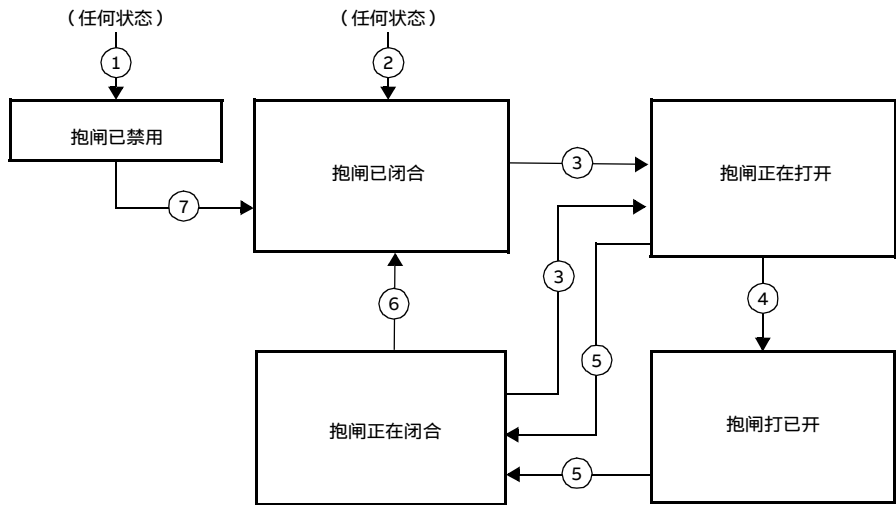 （任何状态）
（任何状态）
1
2
抱闸已禁用
抱闸已闭合
3
抱闸正在打开
7
3
6
4
5
抱闸正在闭合
抱闸打已开
5